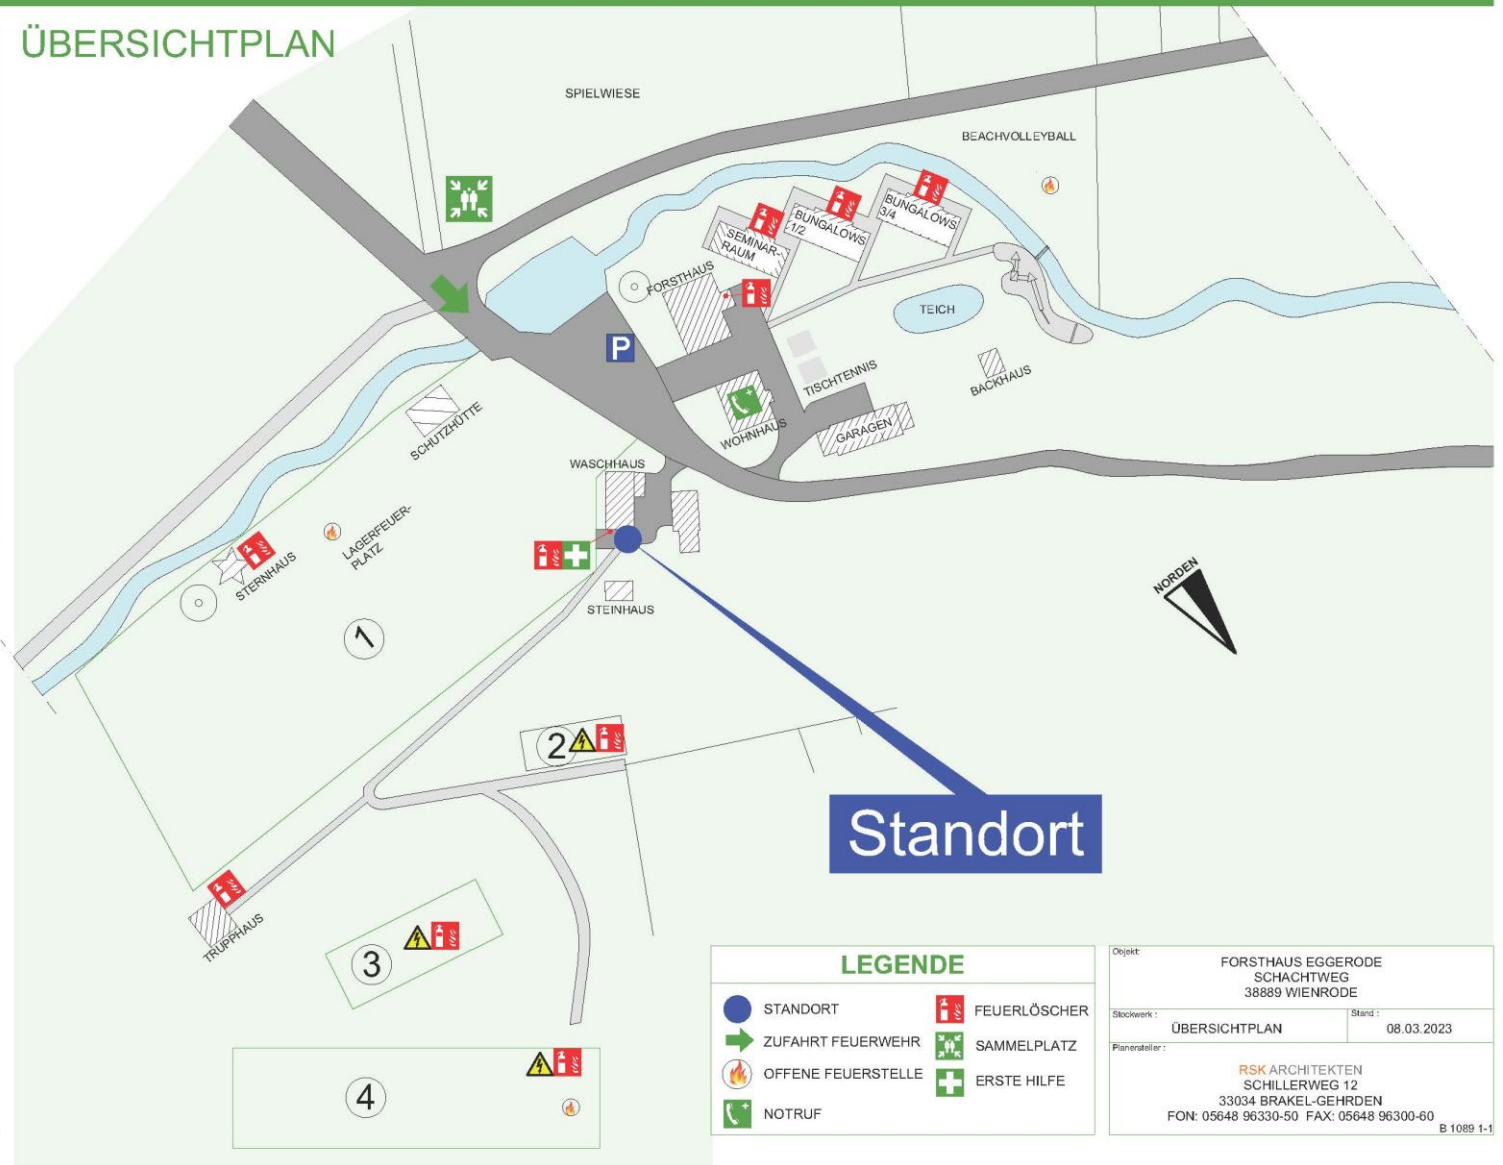 ÜBERSICHTPLAN
SPIELWIESE
BEACHVOLLEYBALL
BUNGALOWS
3/4
BUNGALOWS
1/2
SEMINAR-
RAUM
FORSTHAUS
TEICH
P
TISCHTENNIS
BACKHAUS
SCHUTZHÜTTE
WOHNHAUS
GARAGEN
WASCHHAUS
LAGERFEUER-
PLATZ
STERNHAUS
STEINHAUS
NORDEN
1
2
Standort
TRUPPHAUS
3
4
LEGENDE
STANDORT
ZUFAHRT FEUERWEHR
OFFENE FEUERSTELLE
NOTRUF
FEUERLÖSCHER
SAMMELPLATZ
ERSTE HILFE
Objekt:
FORSTHAUS EGGERODE
SCHACHTWEG
38889 WIENRODE
Stockwerk :
ÜBERSICHTPLAN
Stand :
08.03.2023
Planersteller :
RSK ARCHITEKTEN
SCHILLERWEG 12
33034 BRAKEL-GEHRDEN
FON: 05648 96330-50 FAX: 05648 96300-60
B 1089 1-1